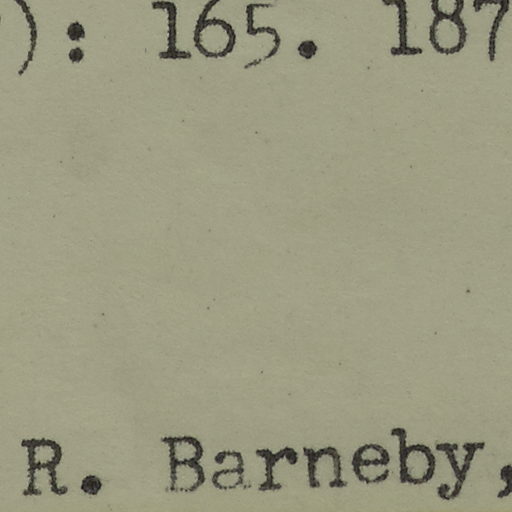 ): 165. 187
R. Barneby,